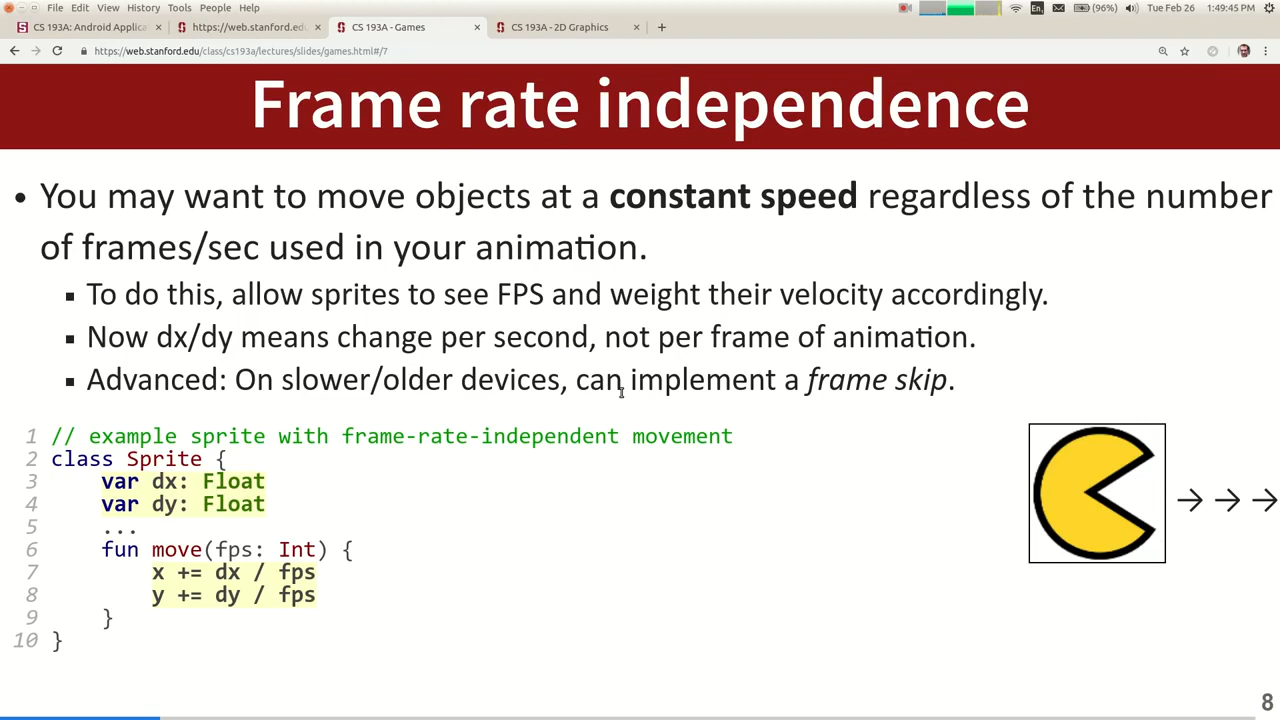 File Edit View History Tools People Help
En (96%) Tue Feb 26 1:49:45 PM
CS 193A: Android Applica
https://web.stanford.edu/
CS 193A - Games
CS 193A - 2D Graphics
https://web.stanford.edu/class/cs193a/lectures/slides/games.html#/7
Frame rate independence
• You may want to move objects at a constant speed regardless of the number
of frames/sec used in your animation.
▪ To do this, allow sprites to see FPS and weight their velocity accordingly.
▪ Now dx/dy means change per second, not per frame of animation.
▪ Advanced: On slower/older devices, can implement a frame skip.
1 // example sprite with frame-rate-independent movement
2 class Sprite {
3 var dx: Float
4 var dy: Float
5 ...
6 fun move(fps: Int) {
7 x += dx / fps
8 y += dy / fps
9 }
10 }
→ → →
8